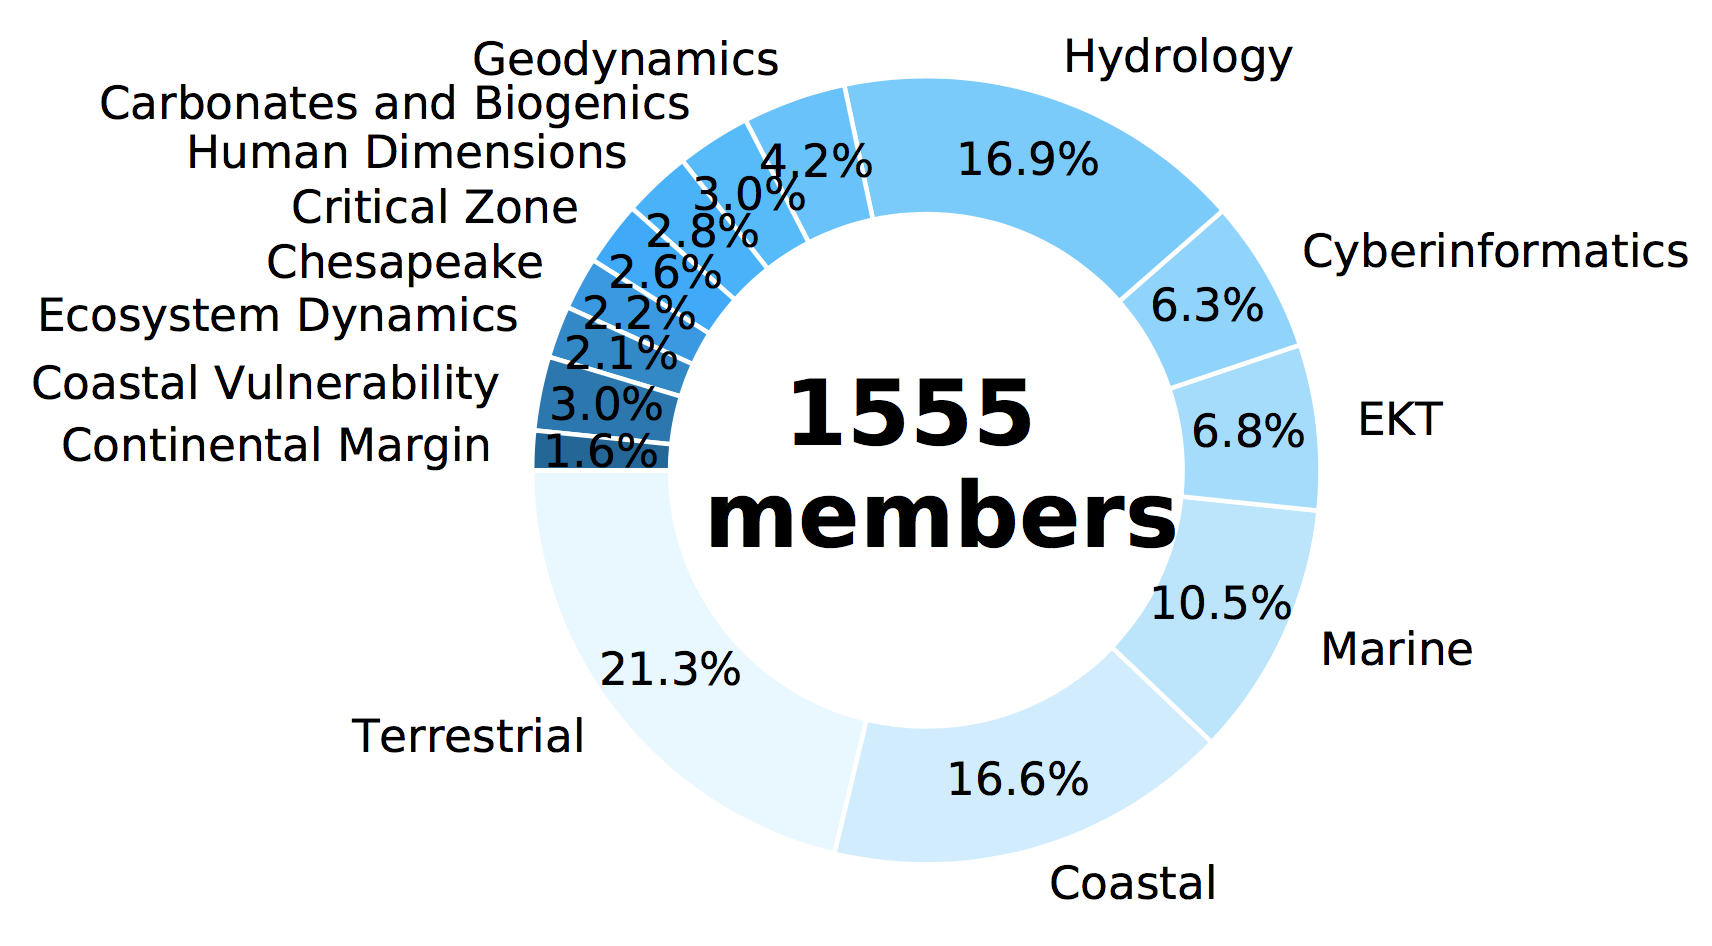 Geodynamics
Hydrology
Carbonates and Biogenics
Human Dimensions
Critical Zone
Chesapeake
Ecosystem Dynamics
Coastal Vulnerability
Continental Margin
Cyberinformatics
EKT
Marine
Coastal
Terrestrial
4.2%
16.9%
3.0%
2.8%
2.6%
2.2%
2.1%
3.0%
1.6%
6.3%
6.8%
10.5%
16.6%
21.3%
1555
members